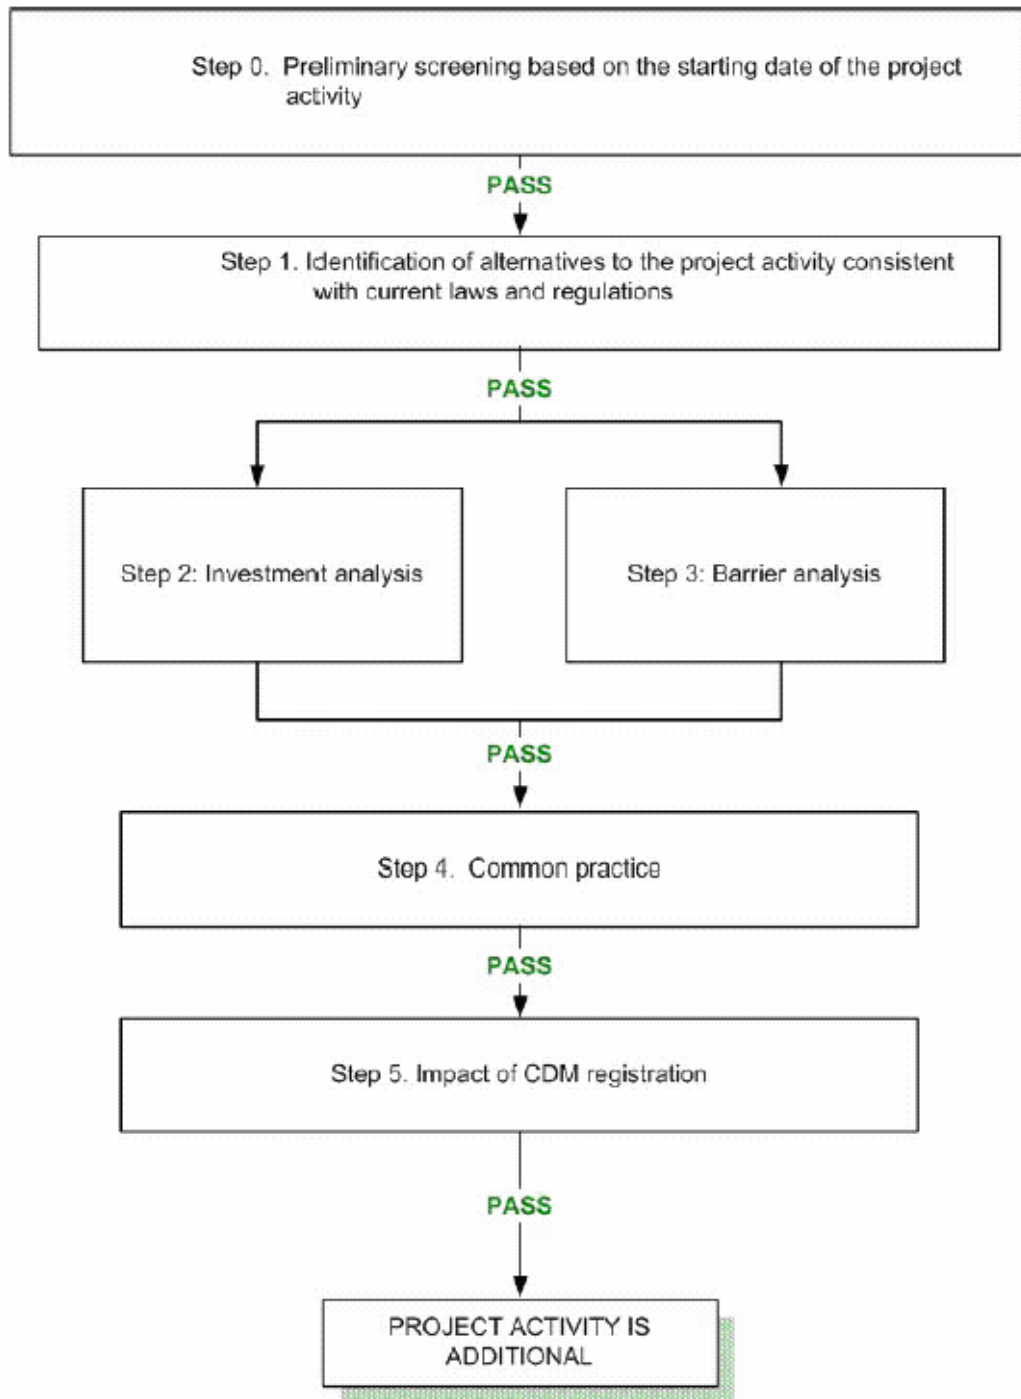 Step 0. Preliminary screening based on the starting date of the project
activity
PASS
Step 1. Identification of alternatives to the project activity consistent
with current laws and regulations
PASS
Step 2: Investment analysis
Step 3: Barrier analysis
PASS
Step 4. Common practice
PASS
Step 5. Impact of CDM registration
PASS
PROJECT ACTIVITY IS
ADDITIONAL